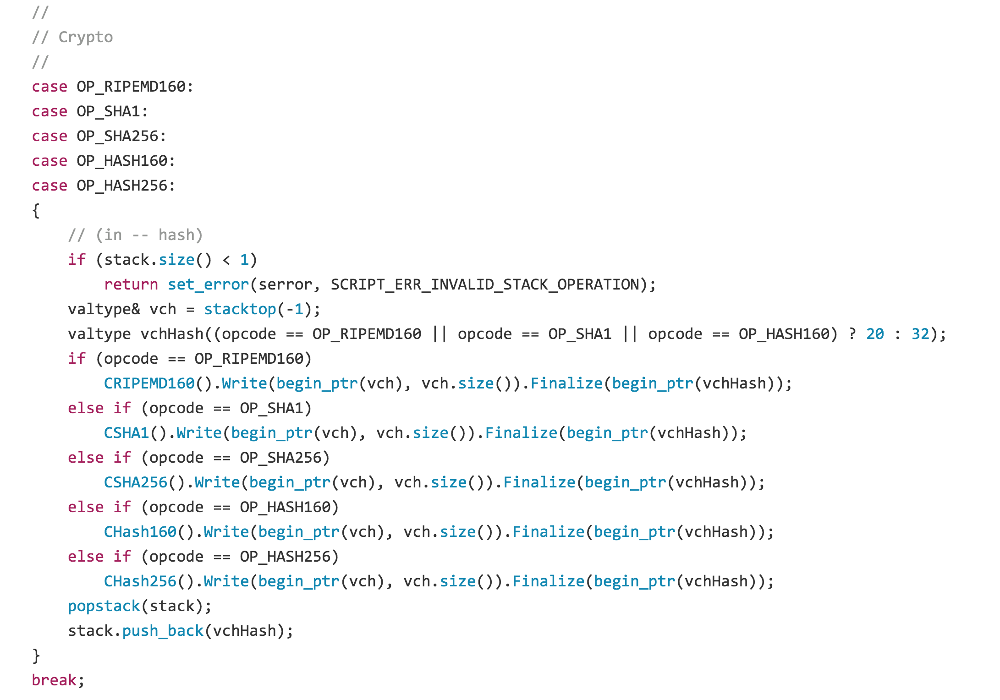 //
// Crypto
//
case OP_RIPEMD160:
case OP_SHA1:
case OP_SHA256:
case OP_HASH160:
case OP_HASH256:
{
    // (in -- hash)
    if (stack.size() < 1)
        return set_error(serror, SCRIPT_ERR_INVALID_STACK_OPERATION);
    valtype& vch = stacktop(-1);
    valtype vchHash((opcode == OP_RIPEMD160 || opcode == OP_SHA1 || opcode == OP_HASH160) ? 20 : 32);
    if (opcode == OP_RIPEMD160)
        CRIPEMD160().Write(begin_ptr(vch), vch.size()).Finalize(begin_ptr(vchHash));
    else if (opcode == OP_SHA1)
        CSHA1().Write(begin_ptr(vch), vch.size()).Finalize(begin_ptr(vchHash));
    else if (opcode == OP_SHA256)
        CSHA256().Write(begin_ptr(vch), vch.size()).Finalize(begin_ptr(vchHash));
    else if (opcode == OP_HASH160)
        CHash160().Write(begin_ptr(vch), vch.size()).Finalize(begin_ptr(vchHash));
    else if (opcode == OP_HASH256)
        CHash256().Write(begin_ptr(vch), vch.size()).Finalize(begin_ptr(vchHash));
    popstack(stack);
    stack.push_back(vchHash);
}
break;